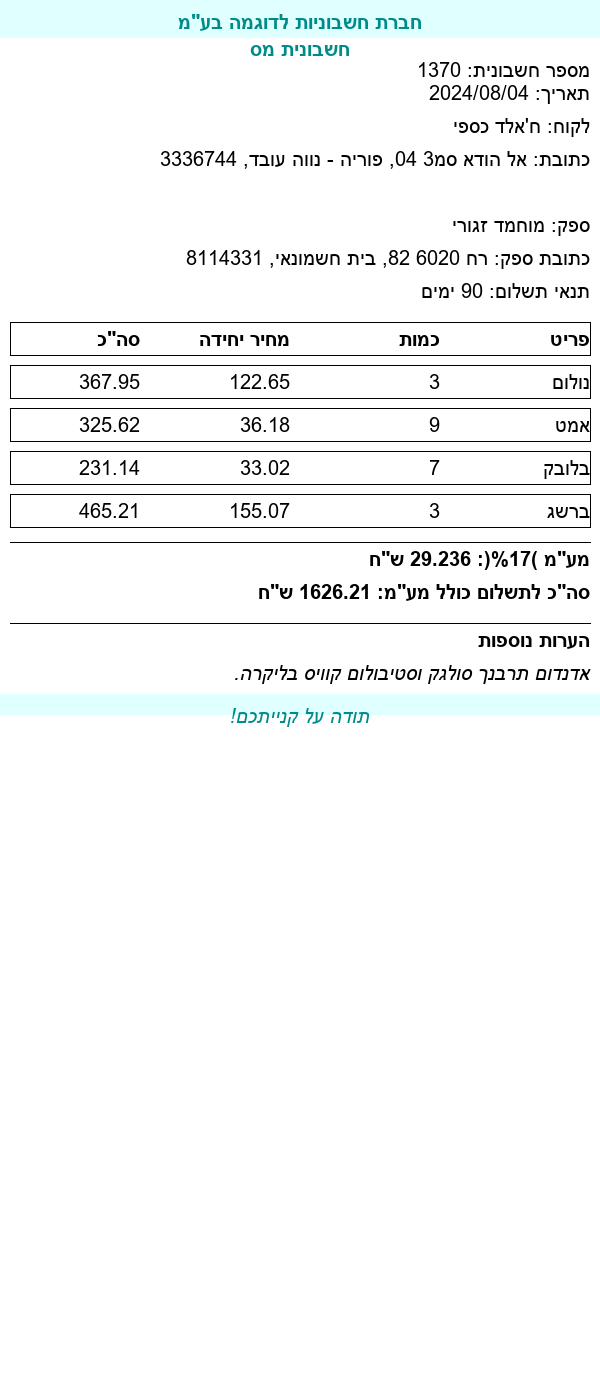 חברת חשבוניות לדוגמה בע"מ
חשבונית מס
מספר חשבונית: 1370
תאריך: 2024/08/04
לקוח: ח'אלד כספי
כתובת: אל הודא סמ3 04, פוריה - נווה עובד, 3336744
ספק: מוחמד זגורי
כתובת ספק: רח 6020 82, בית חשמונאי, 8114331
תנאי תשלום: 90 ימים
פריט כמות מחיר יחידה סה"כ
נולום 3 122.65 367.95
אמט 9 36.18 325.62
בלובק 7 33.02 231.14
ברשג 3 155.07 465.21
מע"מ )17%(: 29.236 ש"ח
סה"כ לתשלום כולל מע"מ: 1626.21 ש"ח
הערות נוספות
אדנדום תרבנך סולגק וסטיבולום קוויס בליקרה.
תודה על קנייתכם!